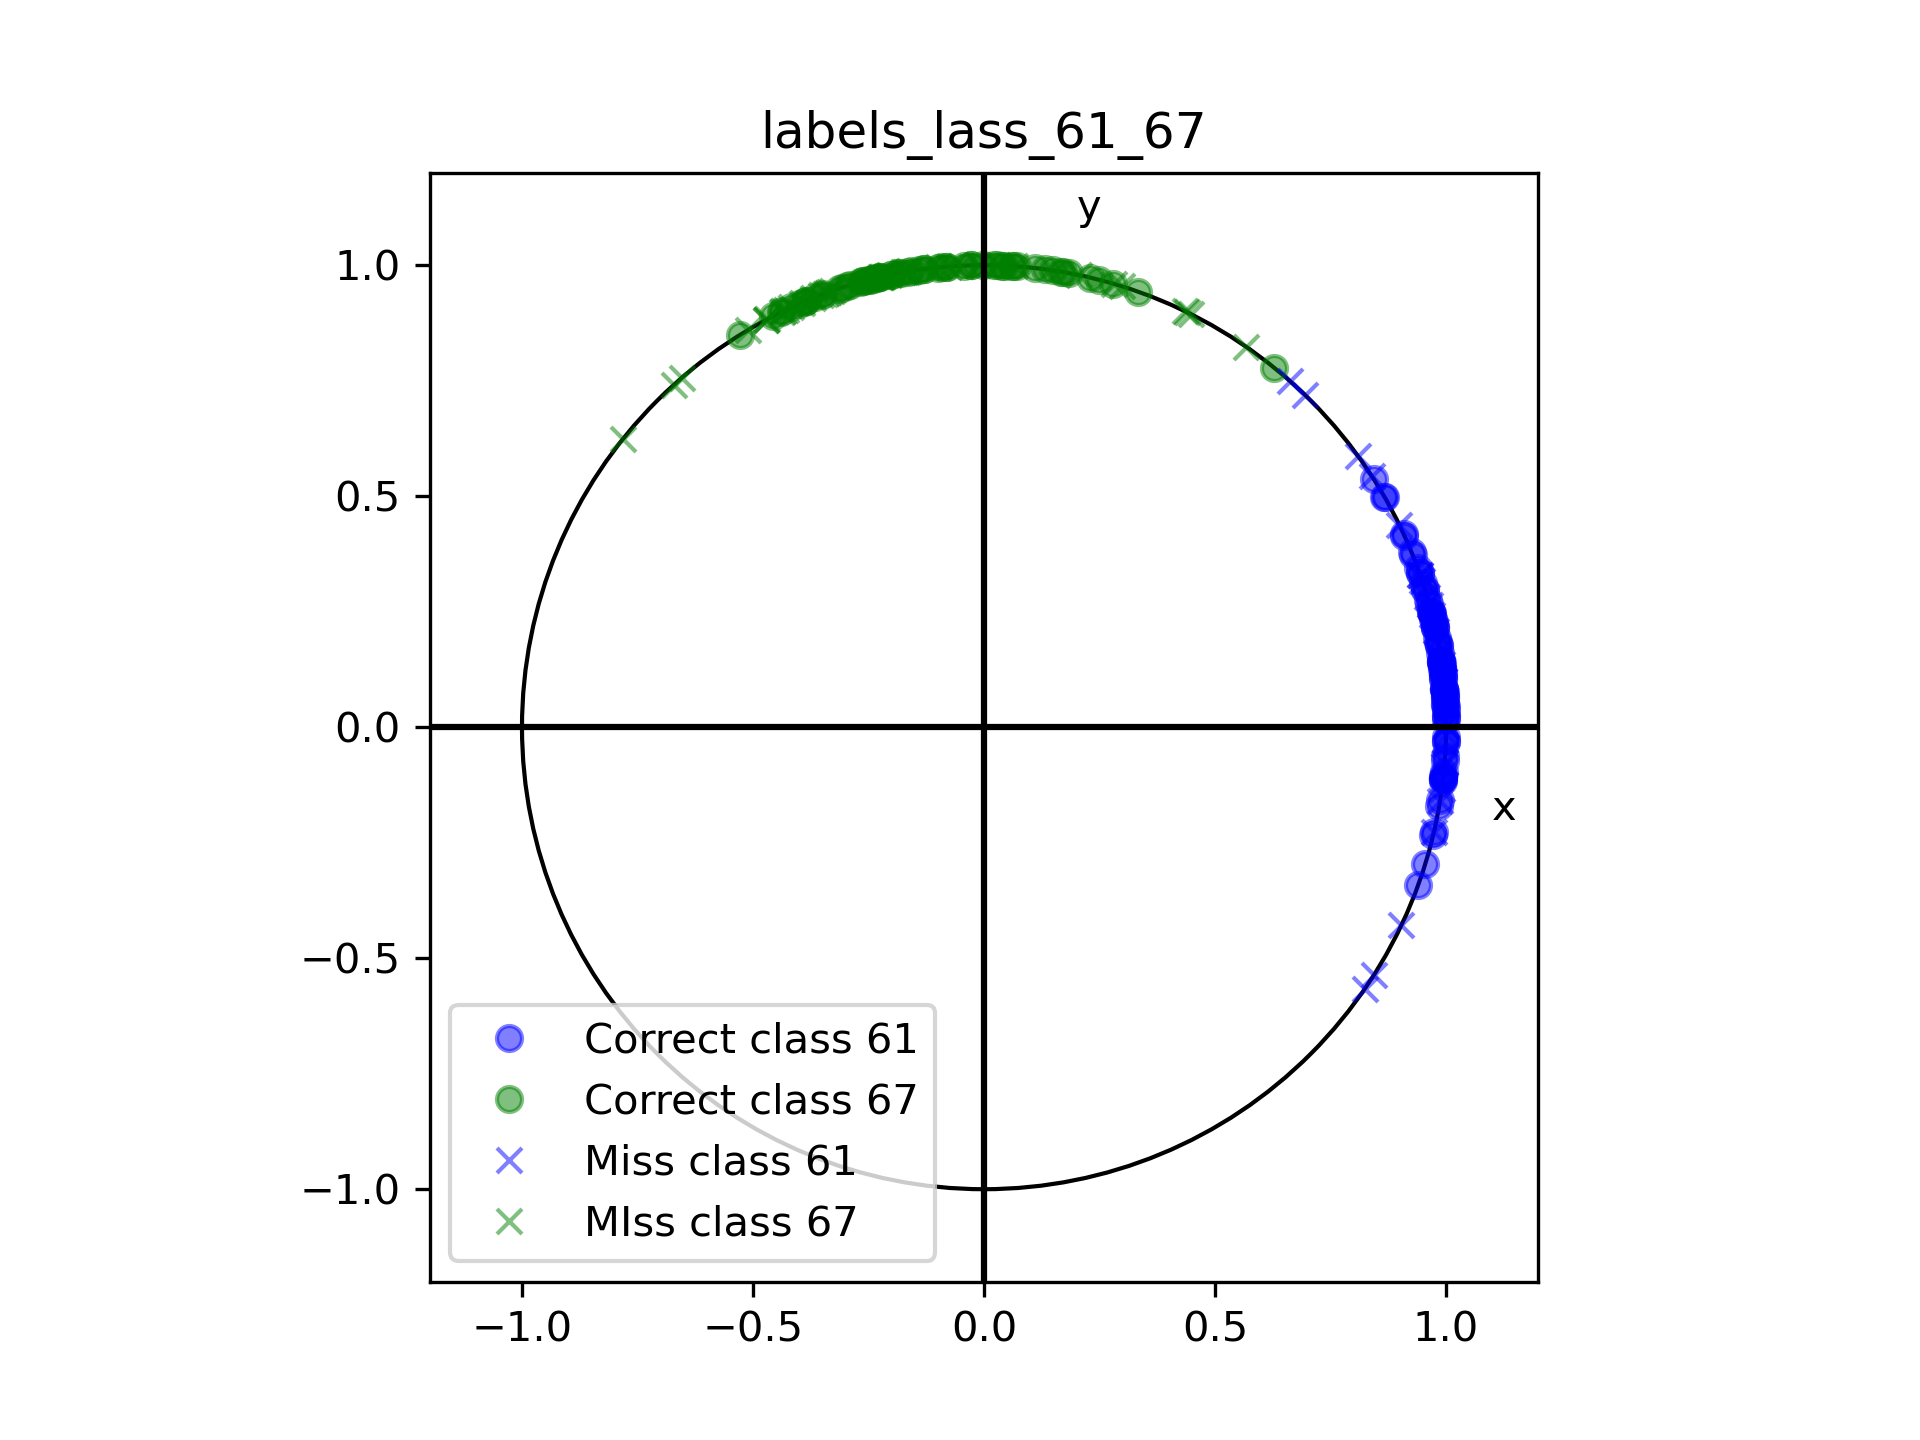 labels_lass_61_67
y
1.0
0.5
0.0
−0.5
−1.0
x
Correct class 61
Correct class 67
Miss class 61
MIss class 67
−1.0 −0.5 0.0 0.5 1.0